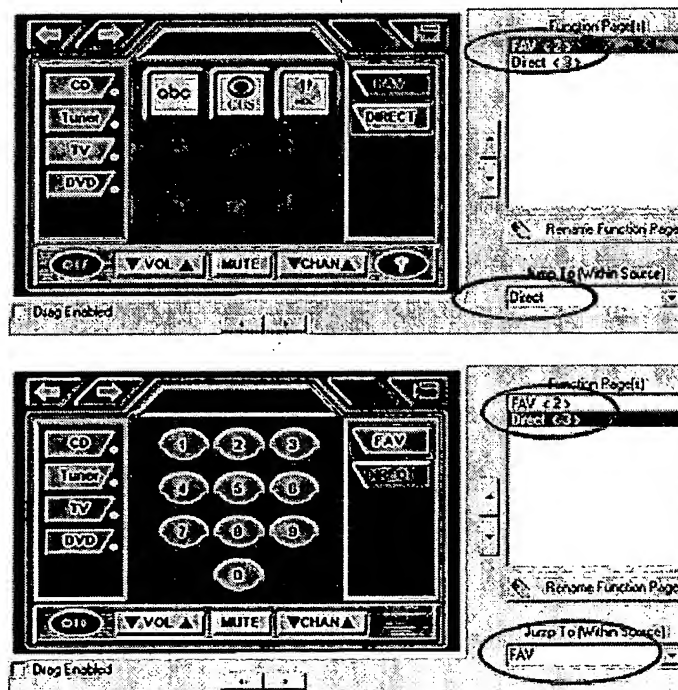 Function Page(s)
FAV <2>
Direct <3>
CD
abc
CBS
nbc
FAV
Tuner
DIRECT
TV
DVD
Rename Function Page
OFF
VOL
MUTE
CHAN
?
Jump To (Within Source)
Direct
Drag Enabled
Function Page(s)
FAV <2>
Direct <3>
CD
1 2 3
FAV
Tuner
4 5 6
TV
7 8 9
DVD
0
Rename Function Page
VOL
MUTE
CHAN
Jump To (Within Source)
FAV
Drag Enabled